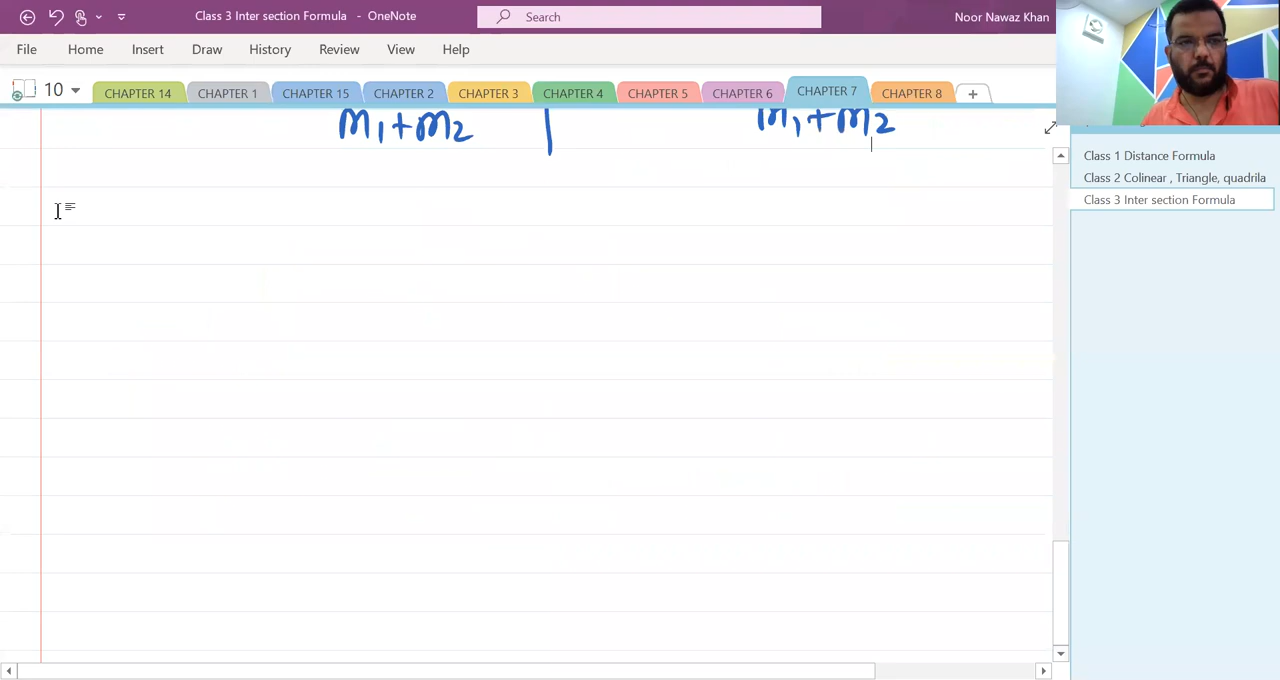 Class 3 Inter section Formula - OneNote
Search
Noor Nawaz Khan
File Home Insert Draw History Review View Help
10 CHAPTER 14 CHAPTER 1 CHAPTER 15 CHAPTER 2 CHAPTER 3 CHAPTER 4 CHAPTER 5 CHAPTER 6 CHAPTER 7 CHAPTER 8 +
m₁+m₂ m₁+m₂
Class 1 Distance Formula
Class 2 Colinear , Triangle, quadrila
Class 3 Inter section Formula